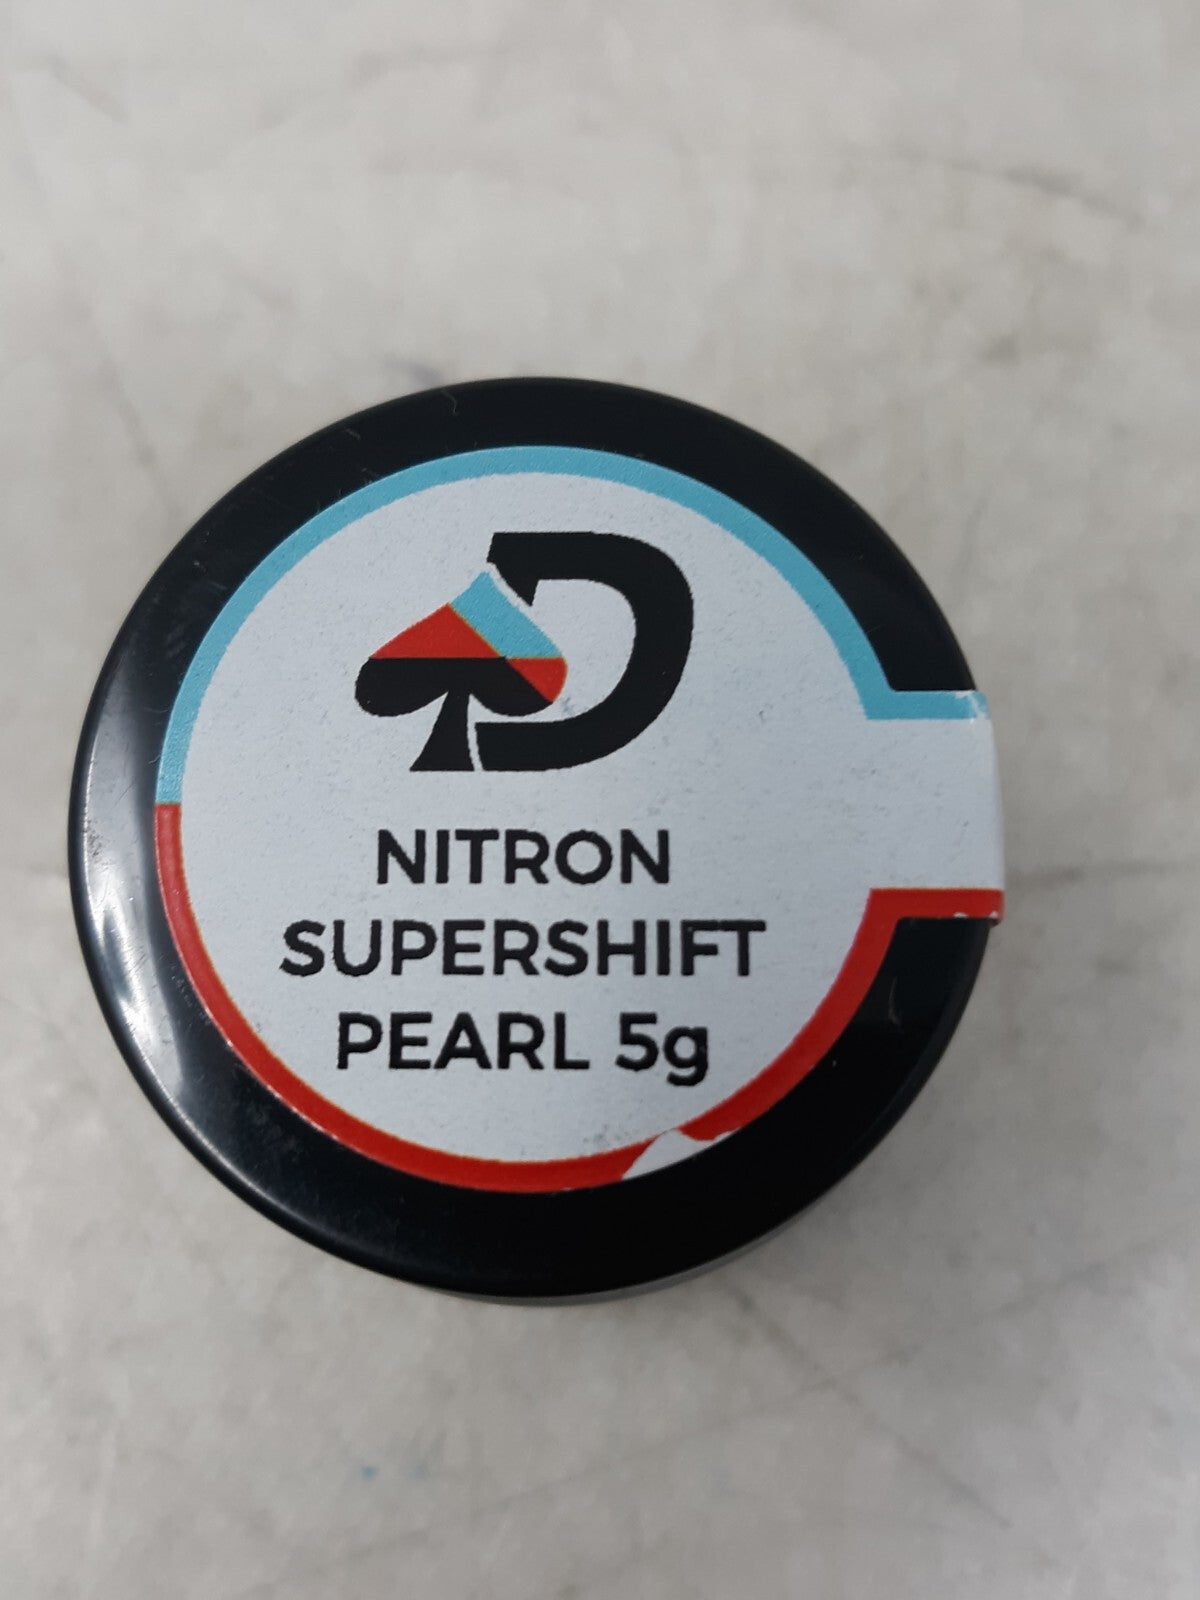 D
NITRON
SUPERSHIFT
PEARL 5g